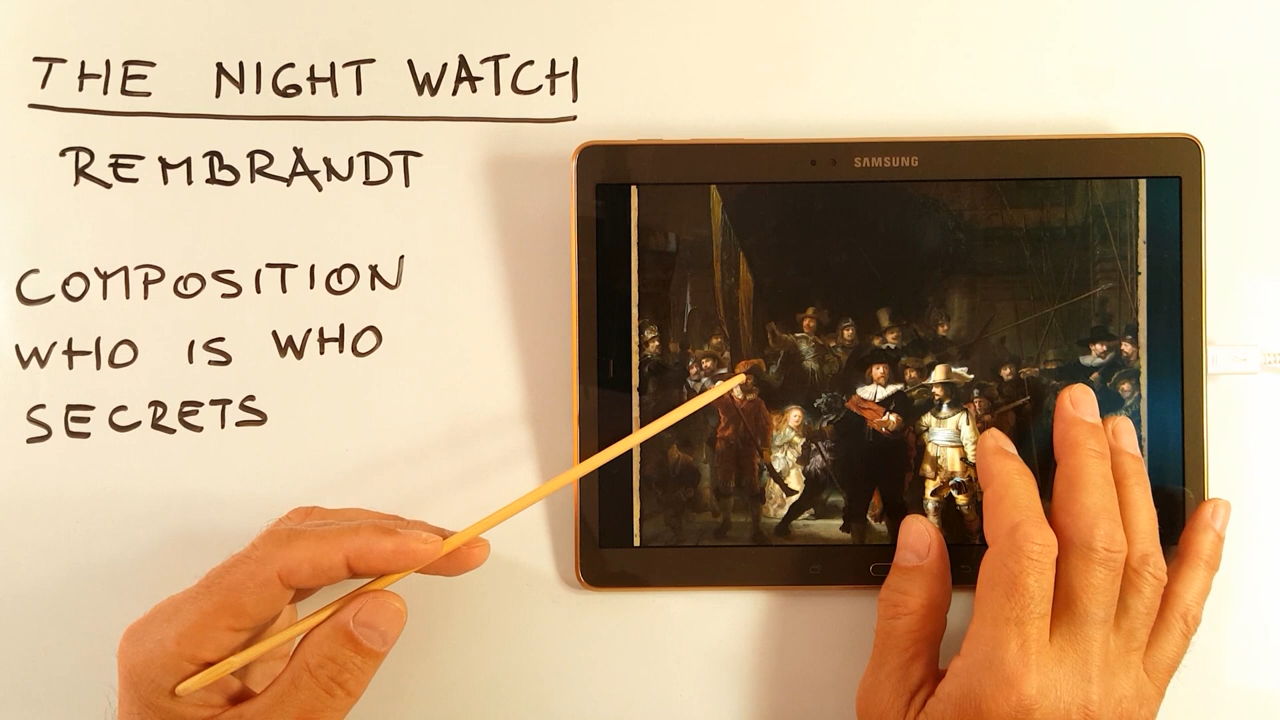 THE NIGHT WATCH
REMBRANDT
COMPOSITION
WHO IS WHO
SECRETS
SAMSUNG